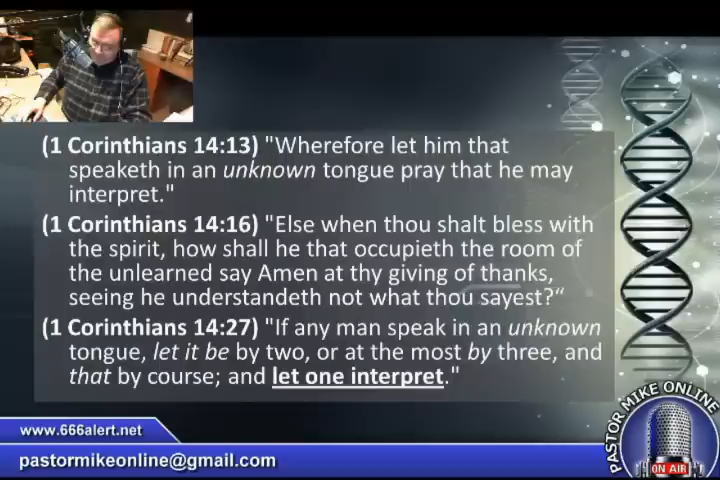 (1 Corinthians 14:13) "Wherefore let him that
speaketh in an unknown tongue pray that he may
interpret."
(1 Corinthians 14:16) "Else when thou shalt bless with
the spirit, how shall he that occupieth the room of
the unlearned say Amen at thy giving of thanks,
seeing he understandeth not what thou sayest?“
(1 Corinthians 14:27) "If any man speak in an unknown
tongue, let it be by two, or at the most by three, and
that by course; and let one interpret."
www.666alert.net
pastormikeonline@gmail.com
PASTOR MIKE ONLINE
ON AIR